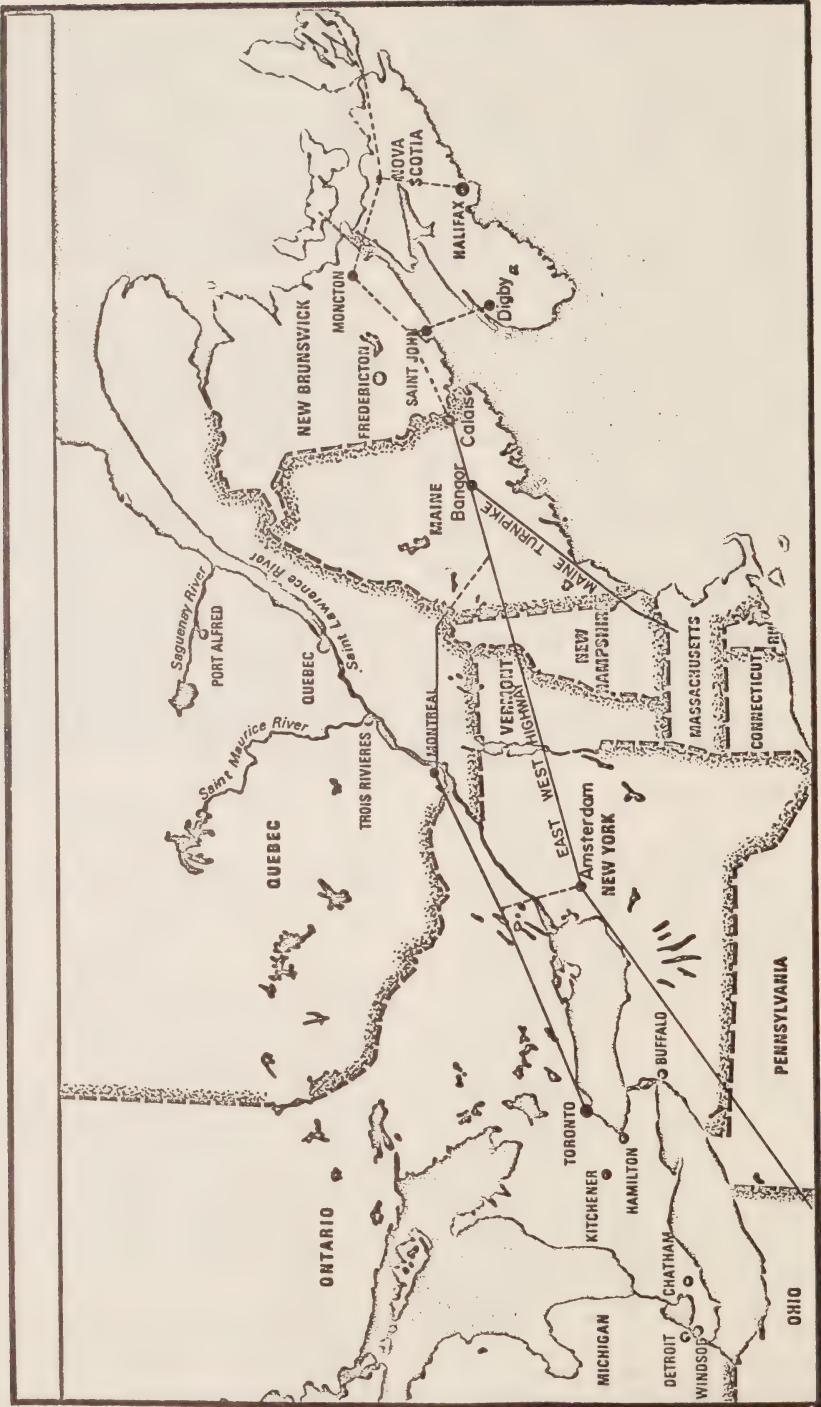 Saguenay River
PORT ALFRED
Saint Maurice River
QUEBEC
Saint Lawrence River
TROIS RIVIERES
QUEBEC
MONTREAL
ONTARIO
NEW BRUNSWICK
MONCTON
FREDERICTON
SAINT JOHN
NOVA
SCOTIA
HALIFAX
Digby
Calais
MAINE
Bangor
MAINE TURNPIKE
VERMONT
NEW
HAMPSHIRE
EAST WEST HIGHWAY
Amsterdam
NEW YORK
MASSACHUSETTS
CONNECTICUT
TORONTO
KITCHENER
HAMILTON
BUFFALO
PENNSYLVANIA
MICHIGAN
DETROIT
CHATHAM
WINDSOR
OHIO